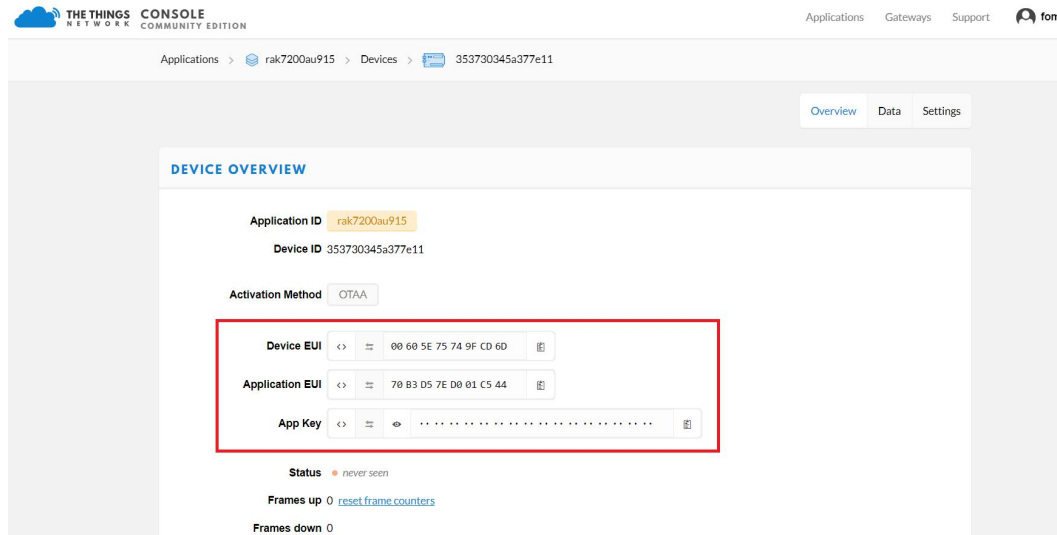 THE THINGS NETWORK CONSOLE COMMUNITY EDITION
Applications Gateways Support
Applications > rak7200au915 > Devices > 353730345a377e11
Overview Data Settings
DEVICE OVERVIEW
Application ID rak7200au915
Device ID 353730345a377e11
Activation Method OTAA
Device EUI <> 00 60 5E 75 74 9F CD 6D
Application EUI <> 70 B3 D5 7E D0 01 C5 44
App Key <>
Status never seen
Frames up 0 reset frame counters
Frames down 0